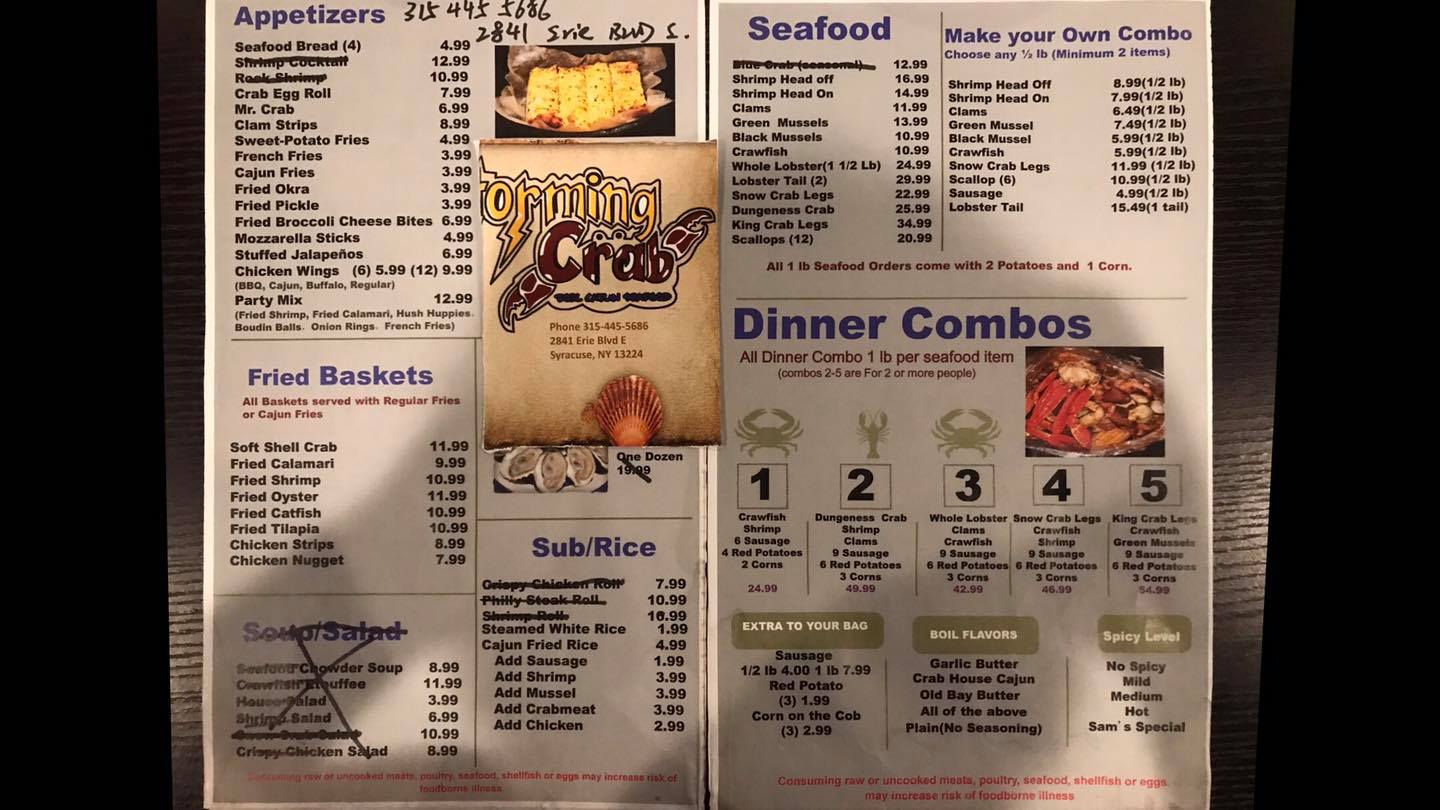 Appetizers
315 445 5686
2841 Erie BLVD S.
Seafood Bread (4) 4.99
Shrimp Cocktail 12.99
Rock Shrimp 10.99
Crab Egg Roll 7.99
Mr. Crab 6.99
Clam Strips 8.99
Sweet-Potato Fries 4.99
French Fries 3.99
Cajun Fries 3.99
Fried Okra 3.99
Fried Pickle 3.99
Fried Broccoli Cheese Bites 6.99
Mozzarella Sticks 4.99
Stuffed Jalapeños 6.99
Chicken Wings (6) 5.99 (12) 9.99
(BBQ, Cajun, Buffalo, Regular)
Party Mix 12.99
(Fried Shrimp, Fried Calamari, Hush Huppies,
Boudin Balls, Onion Rings, French Fries)
Fried Baskets
All Baskets served with Regular Fries
or Cajun Fries
Soft Shell Crab 11.99
Fried Calamari 9.99
Fried Shrimp 10.99
Fried Oyster 11.99
Fried Catfish 10.99
Fried Tilapia 10.99
Chicken Strips 8.99
Chicken Nugget 7.99
Soup/Salad
Seafood Chowder Soup 8.99
Crawfish Etouffee 11.99
House Salad 3.99
Shrimp Salad 6.99
Snow Crab Salad 10.99
Crispy Chicken Salad 8.99
Consuming raw or uncooked meats, poultry, seafood, shellfish or eggs may increase risk of
foodborne illness
torming
Crab
REEL CAJUN SEAFOOD
Phone 315-445-5686
2841 Erie Blvd E
Syracuse, NY 13224
One Dozen
19.99
Sub/Rice
Crispy Chicken Roll 7.99
Philly Steak Roll 10.99
Shrimp Roll 16.99
Steamed White Rice 1.99
Cajun Fried Rice 4.99
Add Sausage 1.99
Add Shrimp 3.99
Add Mussel 3.99
Add Crabmeat 3.99
Add Chicken 2.99
Seafood
Blue Crab (seasonal) 12.99
Shrimp Head off 16.99
Shrimp Head On 14.99
Clams 11.99
Green Mussels 13.99
Black Mussels 10.99
Crawfish 10.99
Whole Lobster(1 1/2 Lb) 24.99
Lobster Tail (2) 29.99
Snow Crab Legs 22.99
Dungeness Crab 25.99
King Crab Legs 34.99
Scallops (12) 20.99
Make your Own Combo
Choose any ½ lb (Minimum 2 items)
Shrimp Head Off 8.99(1/2 lb)
Shrimp Head On 7.99(1/2 lb)
Clams 6.49(1/2 lb)
Green Mussel 7.49(1/2 lb)
Black Mussel 5.99(1/2 lb)
Crawfish 5.99(1/2 lb)
Snow Crab Legs 11.99 (1/2 lb)
Scallop (6) 10.99(1/2 lb)
Sausage 4.99(1/2 lb)
Lobster Tail 15.49(1 tail)
All 1 lb Seafood Orders come with 2 Potatoes and 1 Corn.
Dinner Combos
All Dinner Combo 1 lb per seafood item
(combos 2-5 are For 2 or more people)
1
Crawfish
Shrimp
6 Sausage
4 Red Potatoes
2 Corns
24.99
2
Dungeness Crab
Shrimp
Clams
9 Sausage
6 Red Potatoes
3 Corns
49.99
3
Whole Lobster
Clams
Crawfish
9 Sausage
6 Red Potatoes
3 Corns
42.99
4
Snow Crab Legs
Crawfish
Shrimp
9 Sausage
6 Red Potatoes
3 Corns
46.99
5
King Crab Legs
Crawfish
Green Mussels
9 Sausage
6 Red Potatoes
3 Corns
54.99
EXTRA TO YOUR BAG
Sausage
1/2 lb 4.00 1 lb 7.99
Red Potato
(3) 1.99
Corn on the Cob
(3) 2.99
BOIL FLAVORS
Garlic Butter
Crab House Cajun
Old Bay Butter
All of the above
Plain(No Seasoning)
Spicy Level
No Spicy
Mild
Medium
Hot
Sam's Special
Consuming raw or uncooked meats, poultry, seafood, shellfish or eggs
may increase risk of foodborne illness